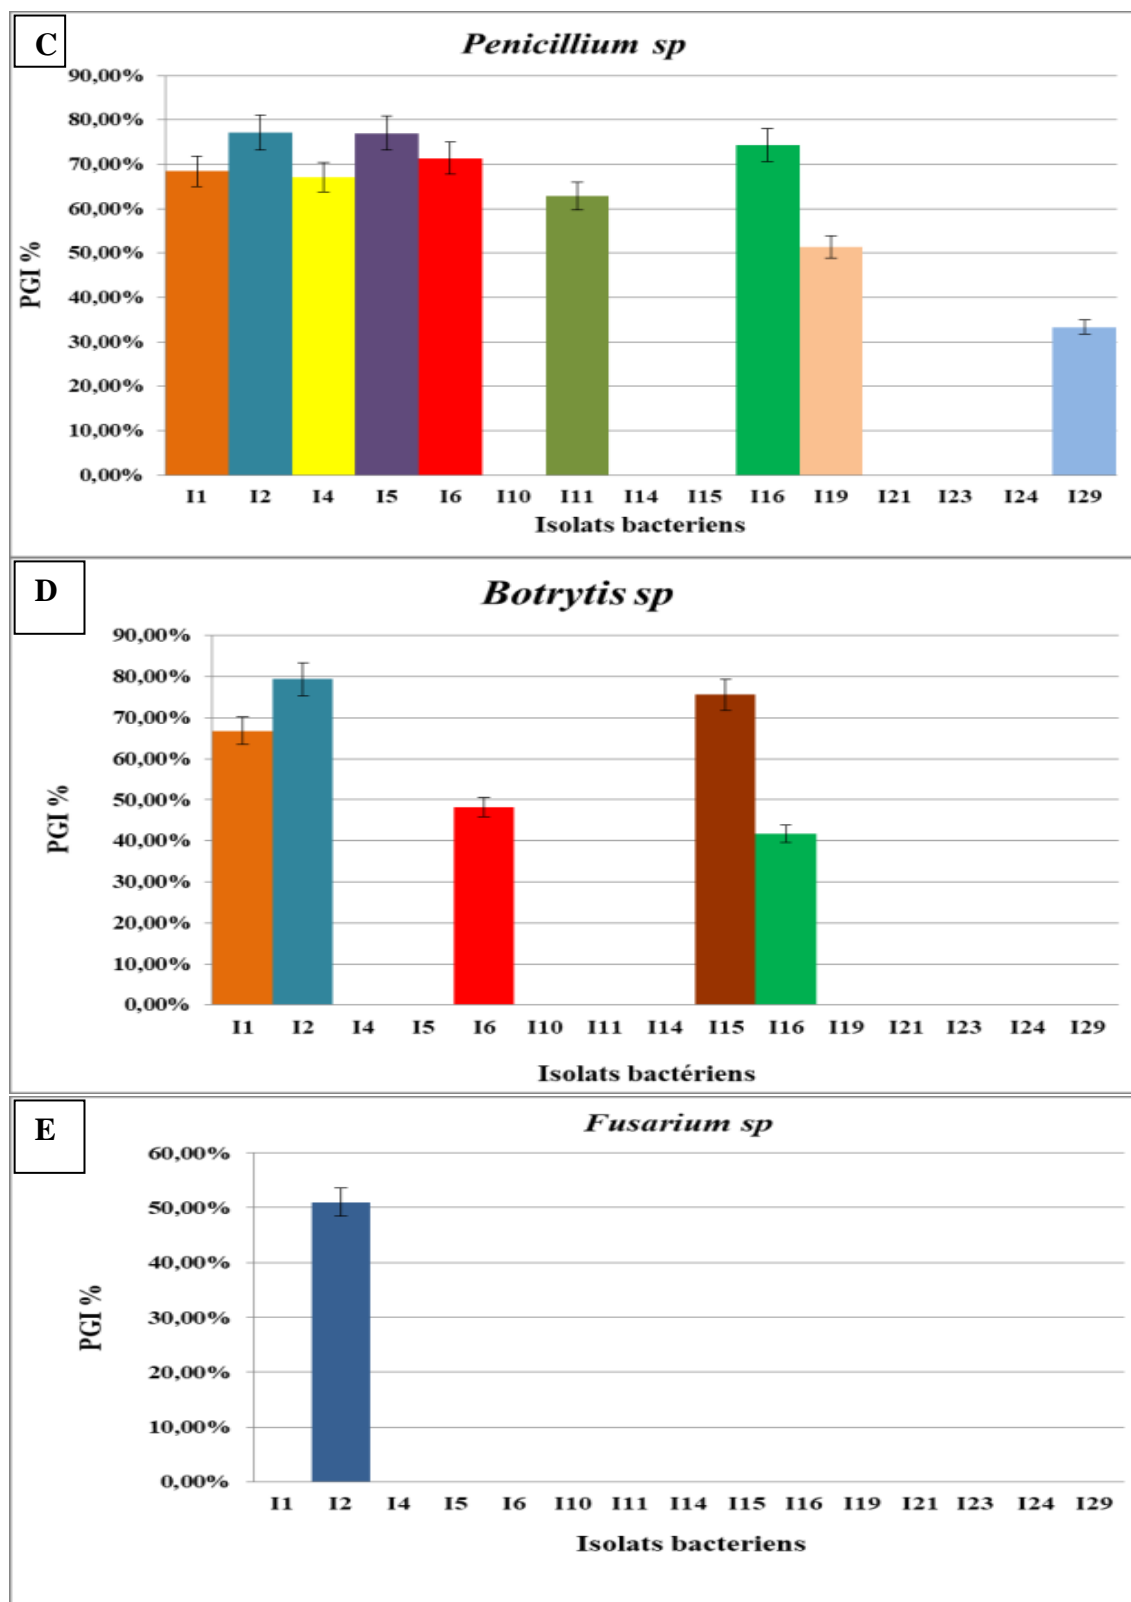 C
Penicillium sp
90,00%
80,00%
70,00%
60,00%
50,00%
40,00%
30,00%
20,00%
10,00%
0,00%
PGI %
I1 I2 I4 I5 I6 I10 I11 I14 I15 I16 I19 I21 I23 I24 I29
Isolats bacteriens
D
Botrytis sp
90,00%
80,00%
70,00%
60,00%
50,00%
40,00%
30,00%
20,00%
10,00%
0,00%
PGI %
I1 I2 I4 I5 I6 I10 I11 I14 I15 I16 I19 I21 I23 I24 I29
Isolats bactériens
E
Fusarium sp
60,00%
50,00%
40,00%
30,00%
20,00%
10,00%
0,00%
PGI %
I1 I2 I4 I5 I6 I10 I11 I14 I15 I16 I19 I21 I23 I24 I29
Isolats bacteriens